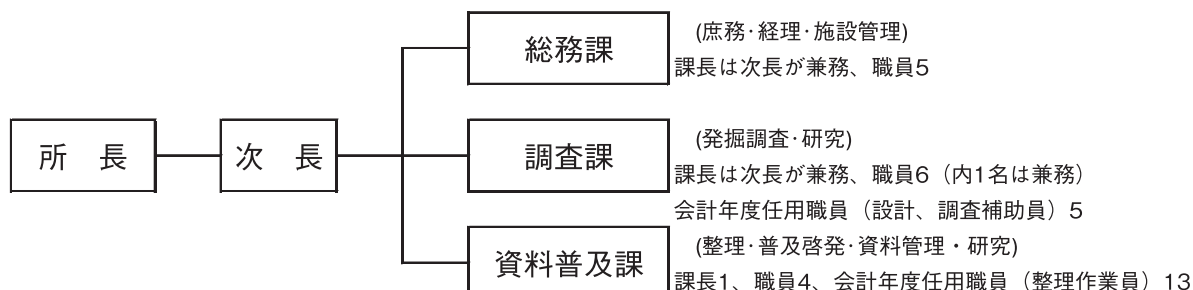 所　長
次　長
総務課
(庶務･経理･施設管理)
課長は次長が兼務、職員5
調査課
(発掘調査･研究)
課長は次長が兼務、職員6（内1名は兼務）
会計年度任用職員（設計、調査補助員）5
資料普及課
(整理･普及啓発･資料管理・研究)
課長1、職員4、会計年度任用職員（整理作業員）13